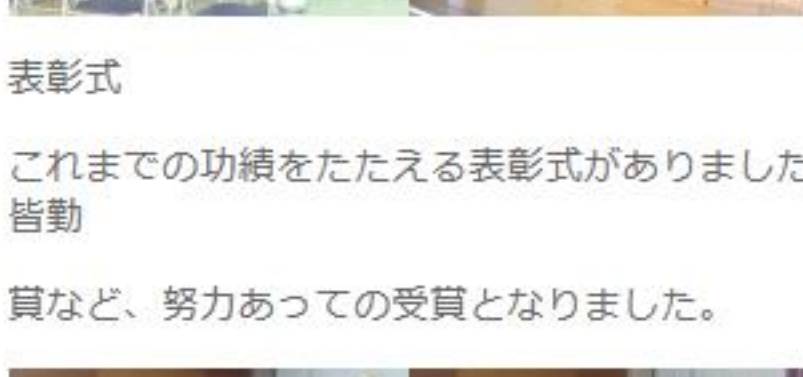 表彰式
これまでの功績をたたえる表彰式がありました
皆勤
賞など、努力あっての受賞となりました。